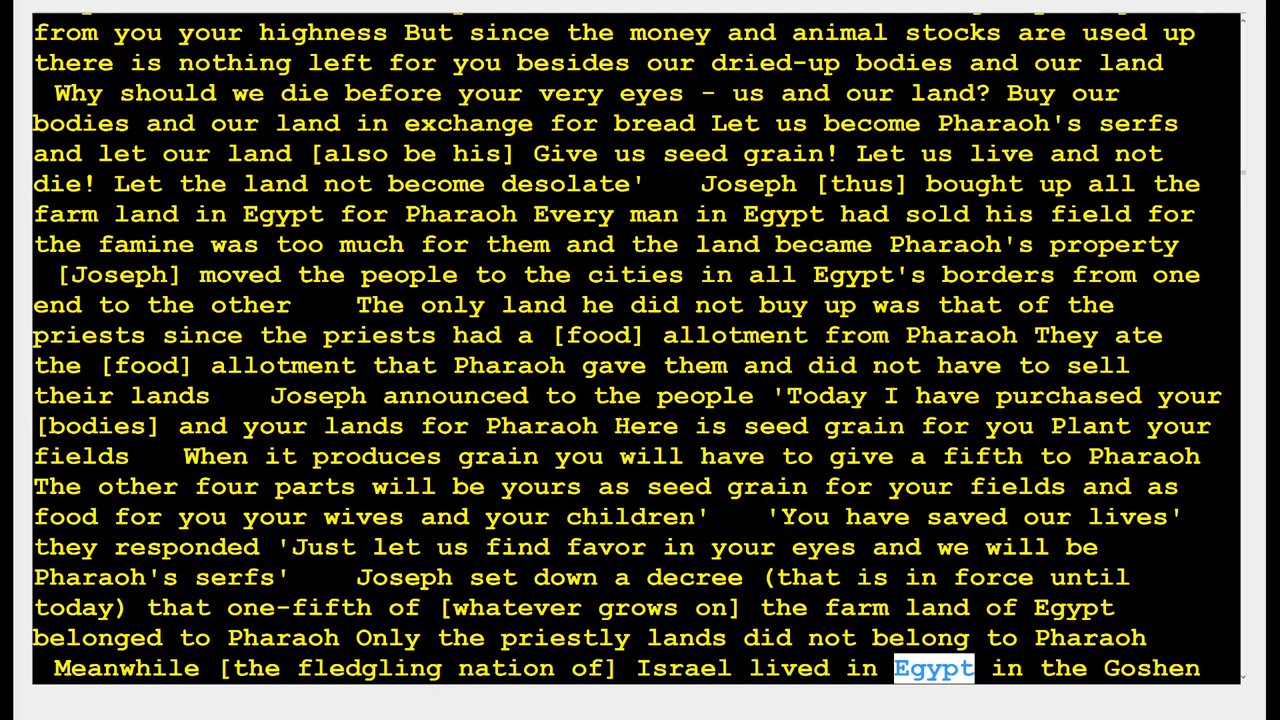 from you your highness But since the money and animal stocks are used up
there is nothing left for you besides our dried-up bodies and our land
Why should we die before your very eyes - us and our land? Buy our
bodies and our land in exchange for bread Let us become Pharaoh's serfs
and let our land [also be his] Give us seed grain! Let us live and not
die! Let the land not become desolate' Joseph [thus] bought up all the
farm land in Egypt for Pharaoh Every man in Egypt had sold his field for
the famine was too much for them and the land became Pharaoh's property
[Joseph] moved the people to the cities in all Egypt's borders from one
end to the other The only land he did not buy up was that of the
priests since the priests had a [food] allotment from Pharaoh They ate
the [food] allotment that Pharaoh gave them and did not have to sell
their lands Joseph announced to the people 'Today I have purchased your
[bodies] and your lands for Pharaoh Here is seed grain for you Plant your
fields When it produces grain you will have to give a fifth to Pharaoh
The other four parts will be yours as seed grain for your fields and as
food for you your wives and your children' 'You have saved our lives'
they responded 'Just let us find favor in your eyes and we will be
Pharaoh's serfs' Joseph set down a decree (that is in force until
today) that one-fifth of [whatever grows on] the farm land of Egypt
belonged to Pharaoh Only the priestly lands did not belong to Pharaoh
Meanwhile [the fledgling nation of] Israel lived in Egypt in the Goshen